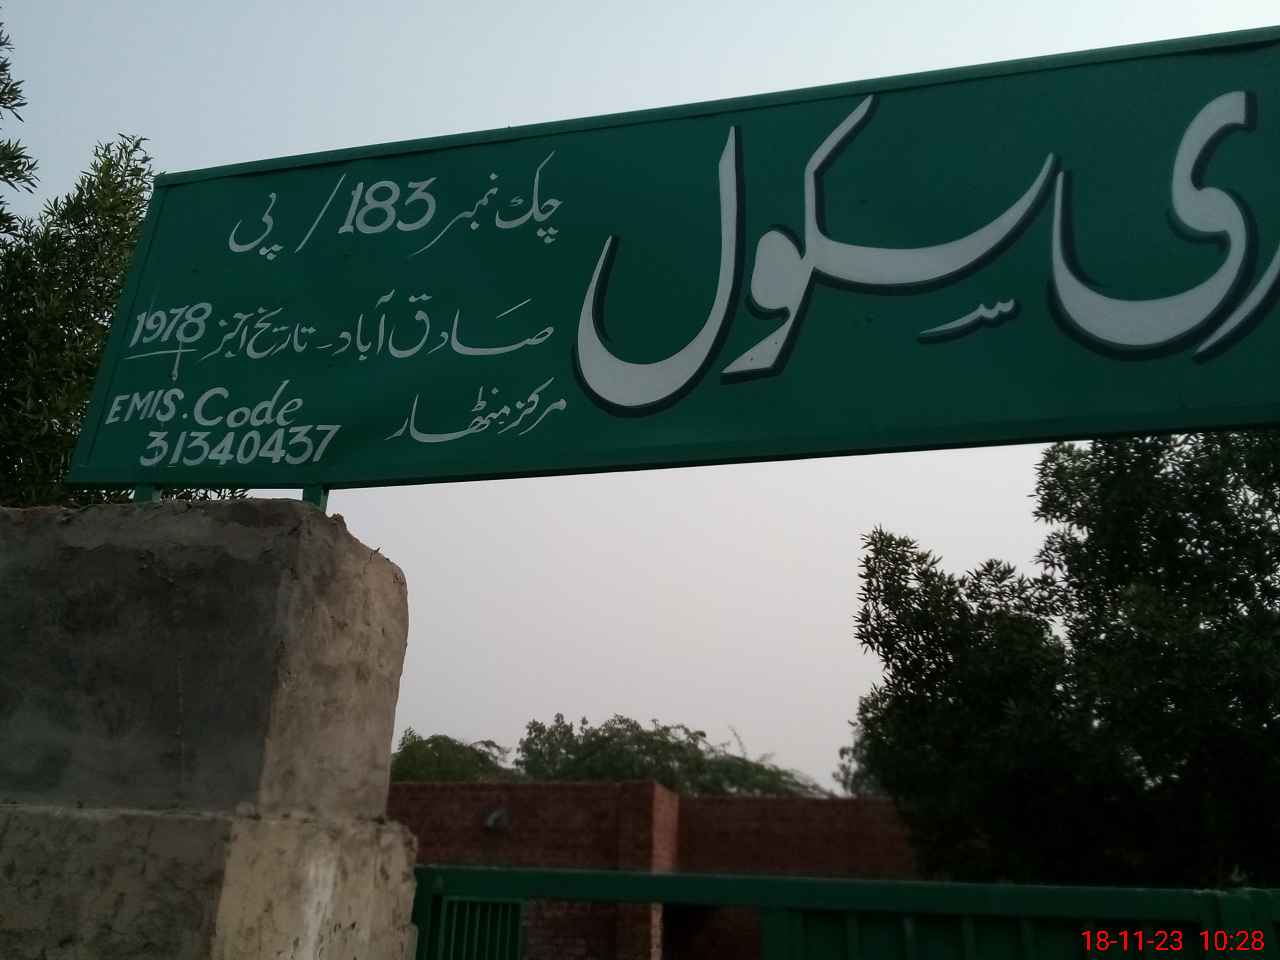 سکول
چک نمبر 183/پی
صادق آباد۔ تاریخ اجرا 1978
مرکز منٹھار
EMIS.Code
31340437
18-11-23 10:28